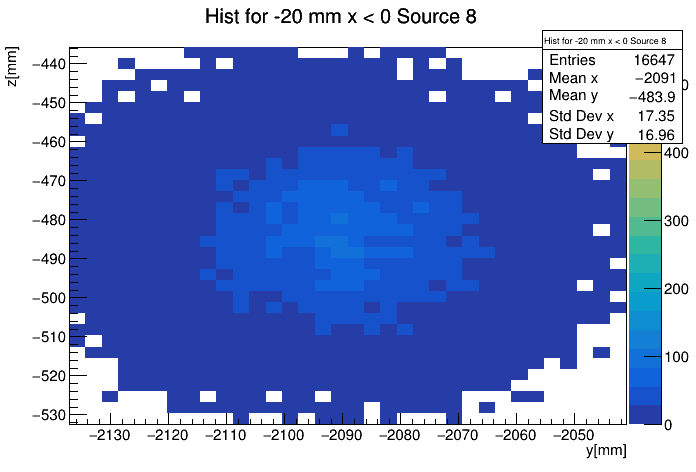 Hist for -20 mm x < 0 Source 8
Hist for -20 mm x < 0 Source 8
Entries 16647
Mean x −2091
Mean y −483.9
Std Dev x 17.35
Std Dev y 16.96
z[mm]
−440
−450
−460
−470
−480
−490
−500
−510
−520
−530
−2130 −2120 −2110 −2100 −2090 −2080 −2070 −2060 −2050
y[mm]
0
400
300
200
100
0